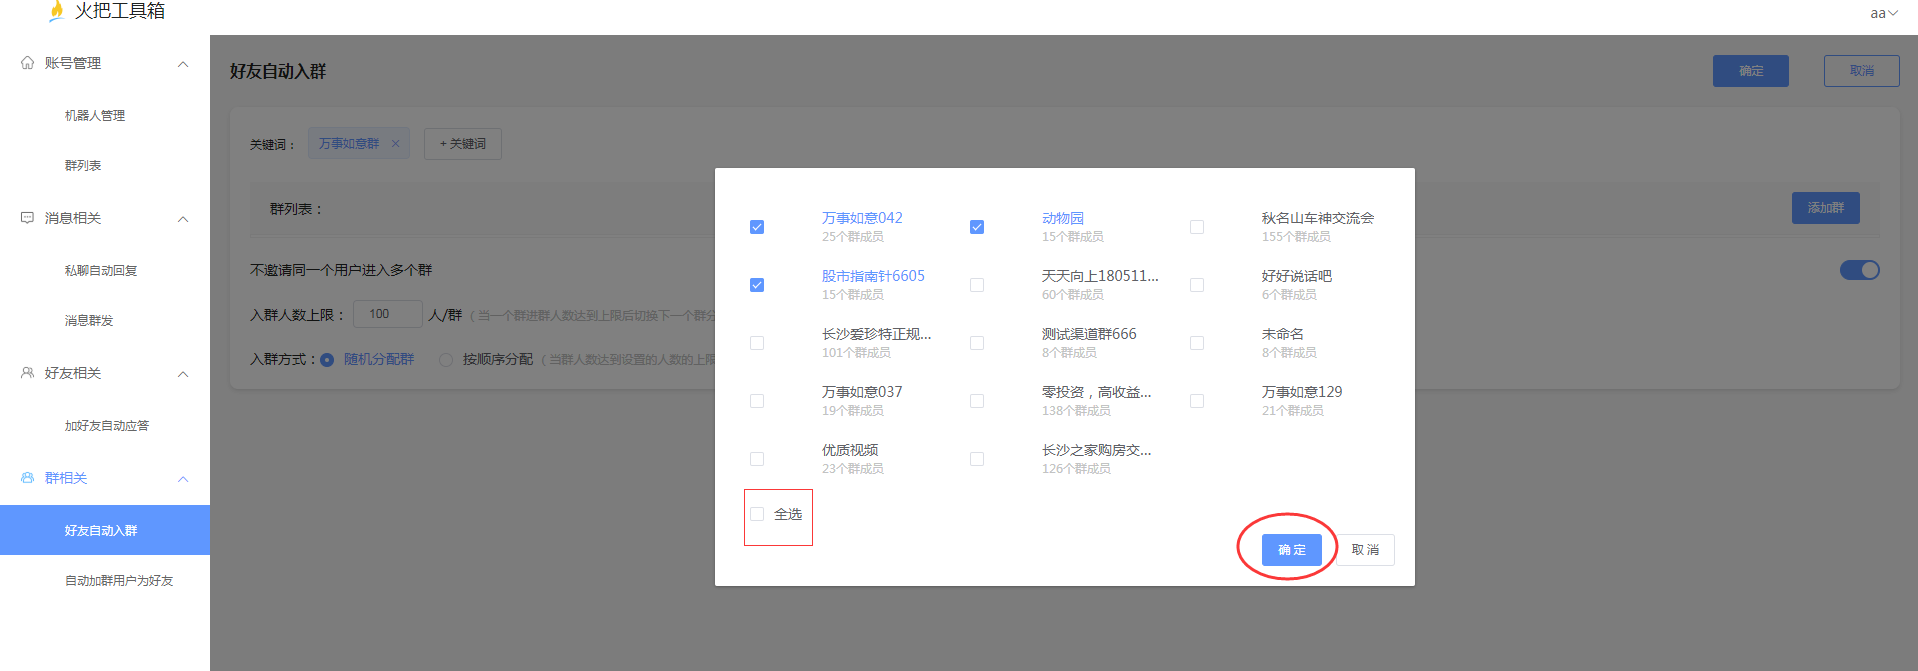 火把工具箱
aa
账号管理
机器人管理
群列表
消息相关
私聊自动回复
消息群发
好友相关
加好友自动应答
群相关
好友自动入群
自动加群用户为好友
好友自动入群
确定
取消
关键词：
万事如意群 ×
+ 关键词
群列表：
添加群
不邀请同一个用户进入多个群
入群人数上限： 100 人/群 （当一个群进群人数达到上限后切换下一个群分
入群方式： 随机分配群 按顺序分配 （当群人数达到设置的人数的上限
万事如意042
25个群成员
动物园
15个群成员
秋名山车神交流会
155个群成员
股市指南针6605
15个群成员
天天向上180511...
60个群成员
好好说话吧
6个群成员
长沙爱珍特正规...
101个群成员
测试渠道群666
8个群成员
未命名
8个群成员
万事如意037
19个群成员
零投资，高收益...
138个群成员
万事如意129
21个群成员
优质视频
23个群成员
长沙之家购房交...
126个群成员
全选
确 定
取 消